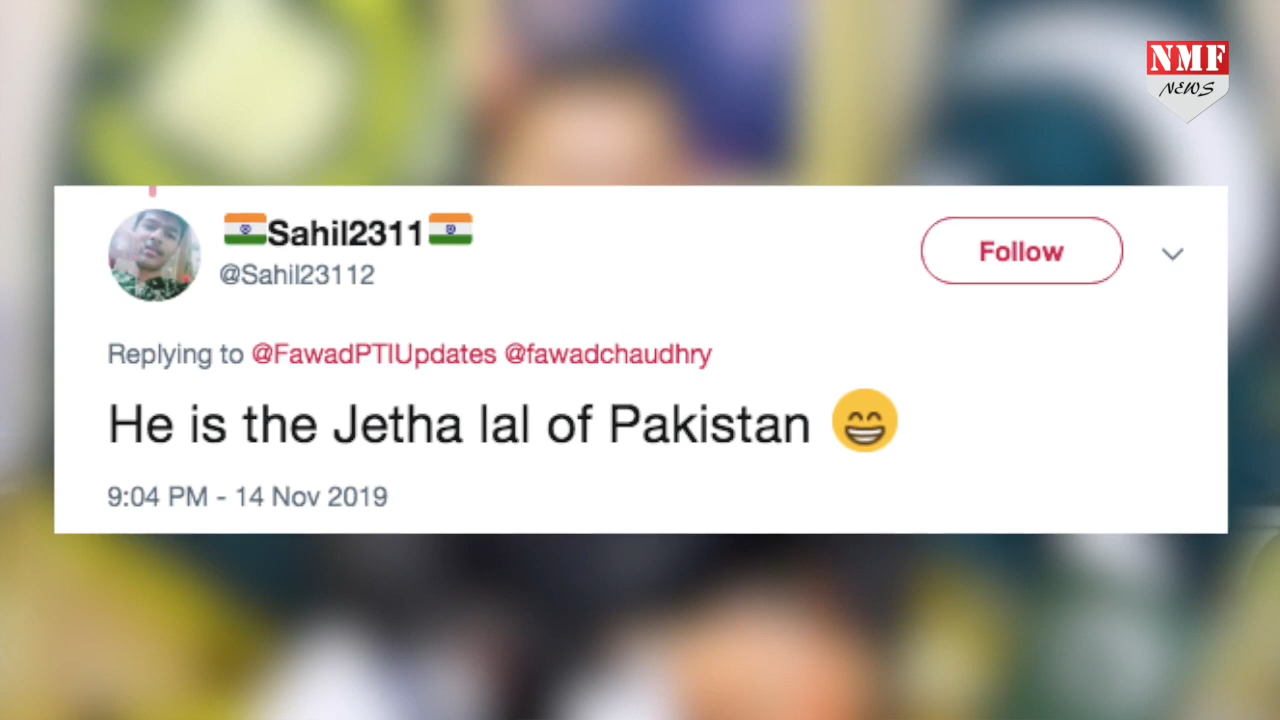 NMF
NEWS
🇮🇳Sahil2311🇮🇳
@Sahil23112
Follow
Replying to @FawadPTIUpdates @fawadchaudhry
He is the Jetha lal of Pakistan 😄
9:04 PM - 14 Nov 2019